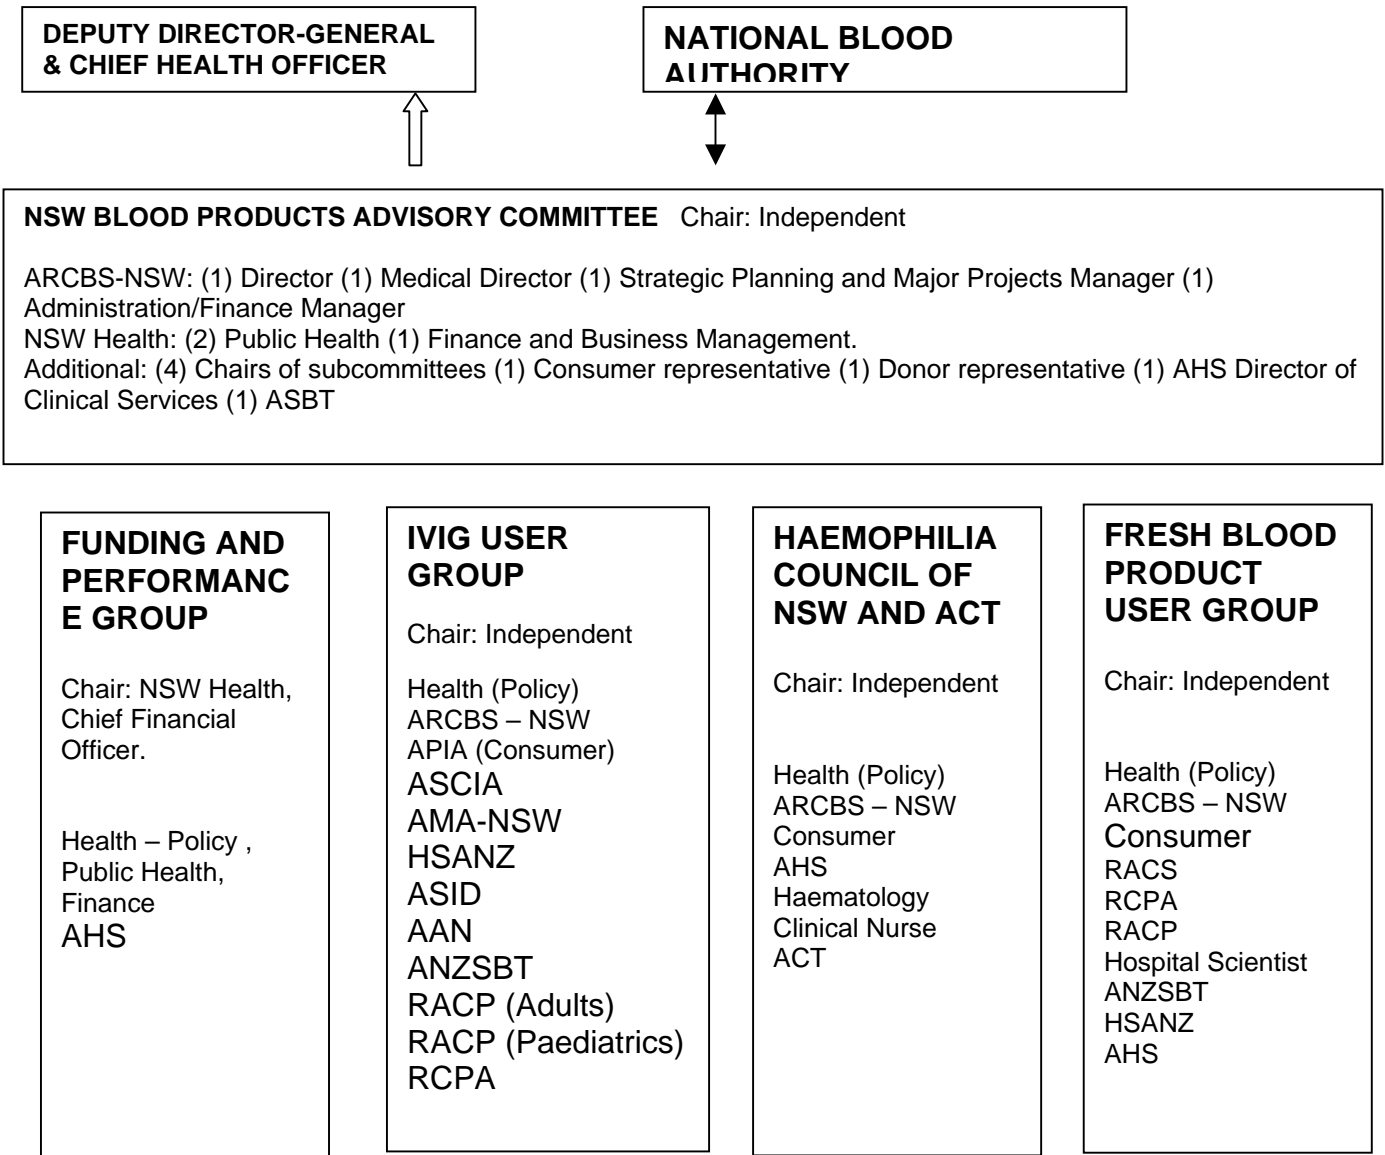 DEPUTY DIRECTOR-GENERAL
& CHIEF HEALTH OFFICER
NATIONAL BLOOD
AUTHORITY
NSW BLOOD PRODUCTS ADVISORY COMMITTEE Chair: Independent
ARCBS-NSW: (1) Director (1) Medical Director (1) Strategic Planning and Major Projects Manager (1)
Administration/Finance Manager
NSW Health: (2) Public Health (1) Finance and Business Management.
Additional: (4) Chairs of subcommittees (1) Consumer representative (1) Donor representative (1) AHS Director of
Clinical Services (1) ASBT
FUNDING AND
PERFORMANC
E GROUP
Chair: NSW Health,
Chief Financial
Officer.
Health – Policy ,
Public Health,
Finance
AHS
IVIG USER
GROUP
Chair: Independent
Health (Policy)
ARCBS – NSW
APIA (Consumer)
ASCIA
AMA-NSW
HSANZ
ASID
AAN
ANZSBT
RACP (Adults)
RACP (Paediatrics)
RCPA
HAEMOPHILIA
COUNCIL OF
NSW AND ACT
Chair: Independent
Health (Policy)
ARCBS – NSW
Consumer
AHS
Haematology
Clinical Nurse
ACT
FRESH BLOOD
PRODUCT
USER GROUP
Chair: Independent
Health (Policy)
ARCBS – NSW
Consumer
RACS
RCPA
RACP
Hospital Scientist
ANZSBT
HSANZ
AHS